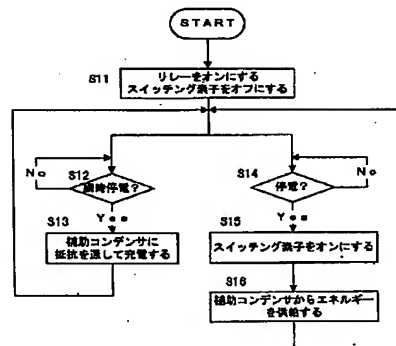 START
S11
リレーをオンにする
スイッチング素子をオフにする
S12
瞬時停電?
No
Yes
S13
補助コンデンサに
抵抗を通して充電する
S14
停電?
No
Yes
S15
スイッチング素子をオンにする
S16
補助コンデンサからエネルギー
を供給する